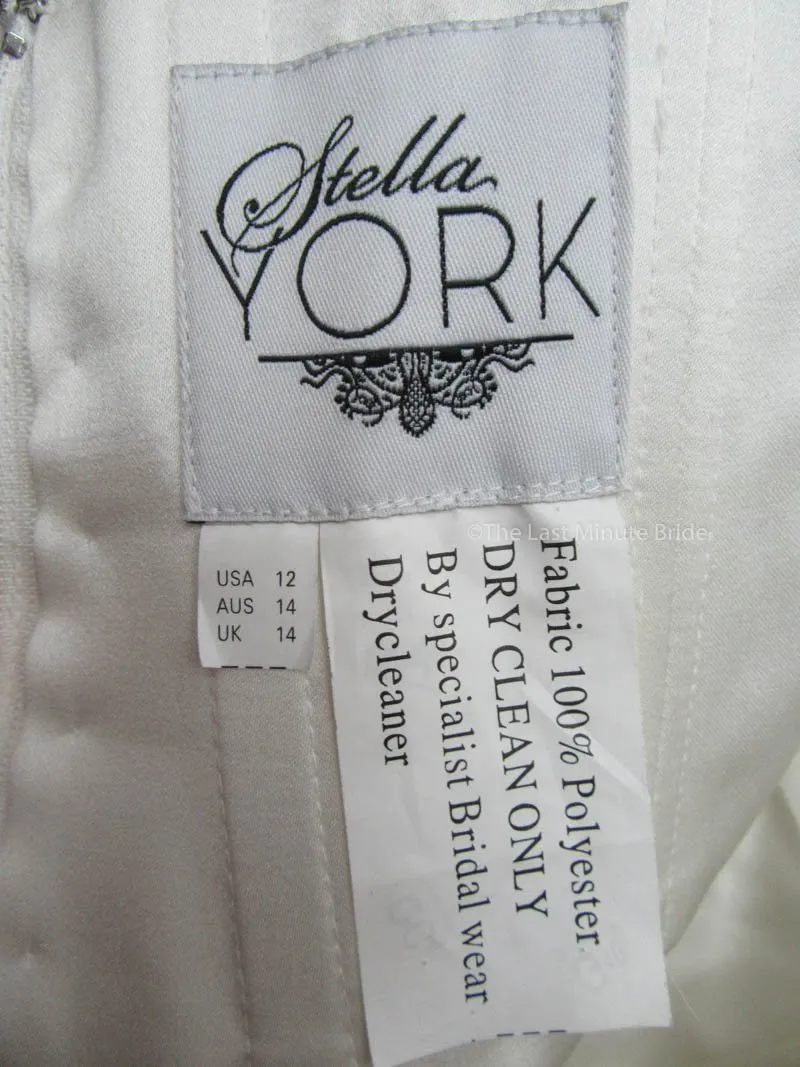 Stella
YORK
©The Last Minute Bride
USA 12
AUS 14
UK 14
Fabric 100% Polyester
DRY CLEAN ONLY
By specialist Bridal wear
Drycleaner